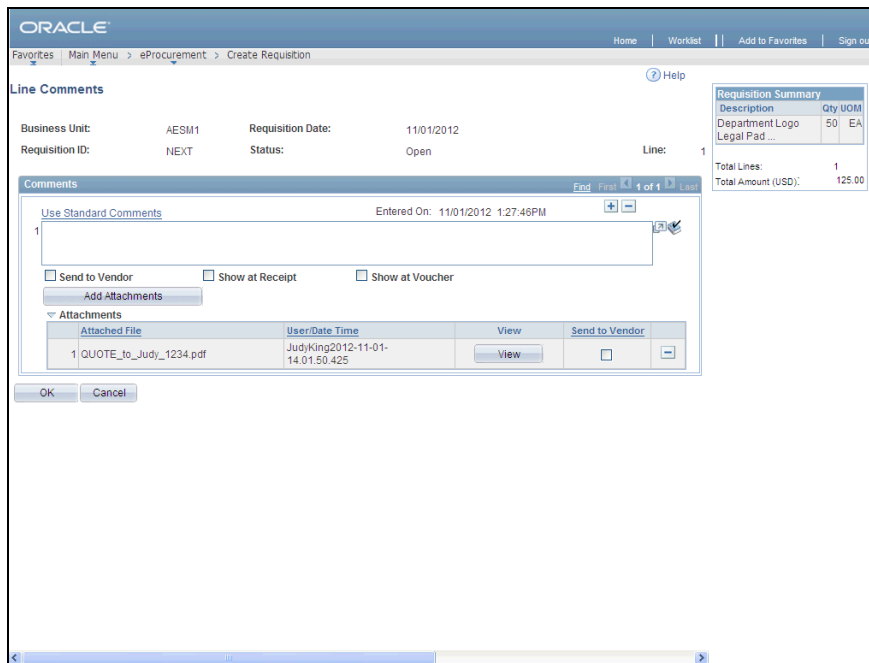 ORACLE
Home | Worklist | | Add to Favorites | Sign ou
Favorites | Main Menu > eProcurement > Create Requisition
? Help
Line Comments
Requisition Summary
Description Qty UOM
Department Logo Legal Pad ... 50 EA
Total Lines: 1
Total Amount (USD): 125.00
Business Unit: AESM1 Requisition Date: 11/01/2012
Requisition ID: NEXT Status: Open Line: 1
Comments Find First 1 of 1 Last
Use Standard Comments Entered On: 11/01/2012 1:27:46PM
1
Send to Vendor Show at Receipt Show at Voucher
Add Attachments
Attachments
Attached File User/Date Time View Send to Vendor
1 QUOTE_to_Judy_1234.pdf JudyKing2012-11-01-14.01.50.425 View
OK Cancel